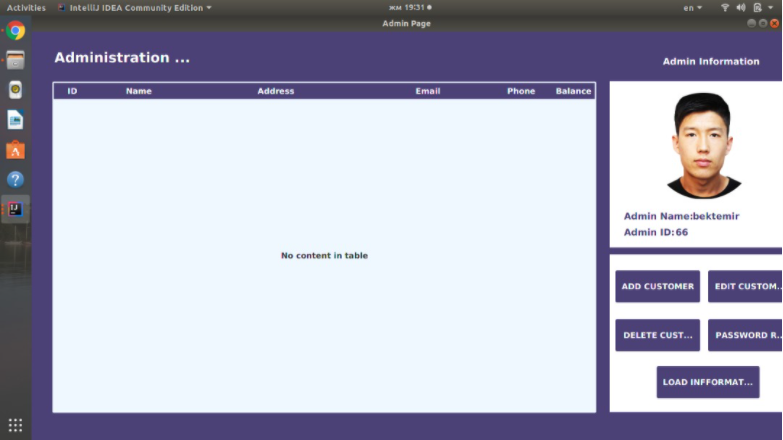 Activities IntelliJ IDEA Community Edition жм 19:31 en
Admin Page
Administration ...
Admin Information
ID Name Address Email Phone Balance
No content in table
Admin Name:bektemir
Admin ID:66
ADD CUSTOMER EDIT CUSTOM...
DELETE CUST... PASSWORD R...
LOAD INFFORMAT...